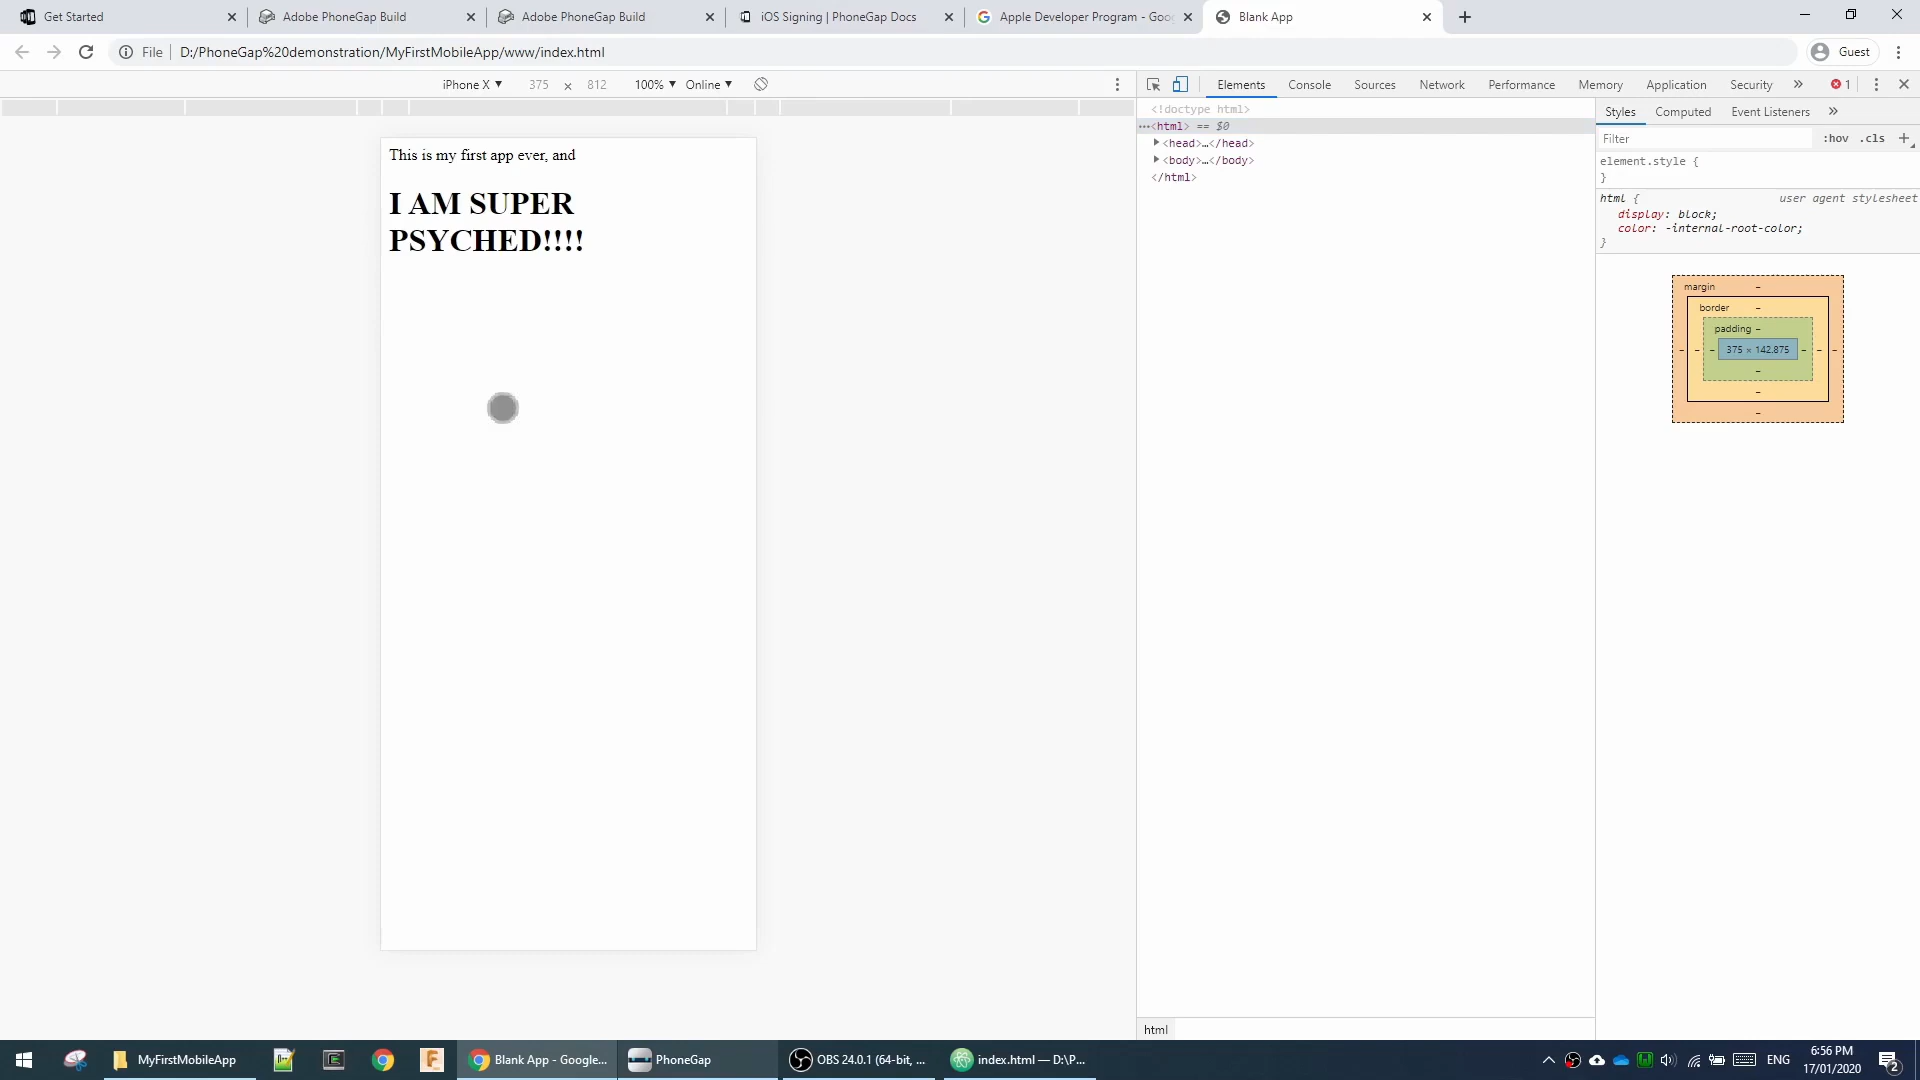 Get Started
Adobe PhoneGap Build
Adobe PhoneGap Build
iOS Signing | PhoneGap Docs
Apple Developer Program - Goo
Blank App
File D:/PhoneGap%20demonstration/MyFirstMobileApp/www/index.html
Guest
iPhone X 375 x 812 100% Online
Elements Console Sources Network Performance Memory Application Security » 1
<!doctype html>
…<html> == $0
<head>…</head>
<body>…</body>
</html>
html
Styles Computed Event Listeners »
Filter :hov .cls +
element.style {
}
html { user agent stylesheet
display: block;
color: -internal-root-color;
}
margin –
border –
padding –
– – – 375 × 142.875 – – –
–
–
–
This is my first app ever, and
I AM SUPER
PSYCHED!!!!
MyFirstMobileApp
Blank App - Google...
PhoneGap
OBS 24.0.1 (64-bit, ...
index.html — D:\P...
ENG
6:56 PM
17/01/2020
2